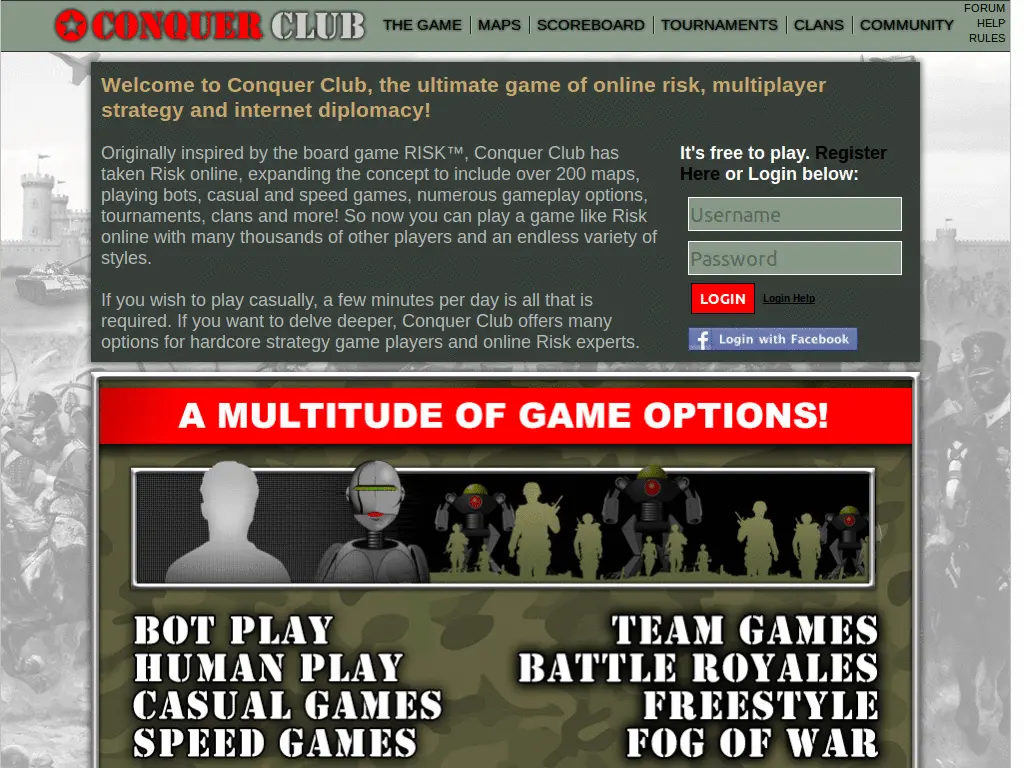 CONQUER CLUB
THE GAME
MAPS
SCOREBOARD
TOURNAMENTS
CLANS
COMMUNITY
FORUM
HELP
RULES
Welcome to Conquer Club, the ultimate game of online risk, multiplayer
strategy and internet diplomacy!
Originally inspired by the board game RISK™, Conquer Club has
taken Risk online, expanding the concept to include over 200 maps,
playing bots, casual and speed games, numerous gameplay options,
tournaments, clans and more! So now you can play a game like Risk
online with many thousands of other players and an endless variety of
styles.
If you wish to play casually, a few minutes per day is all that is
required. If you want to delve deeper, Conquer Club offers many
options for hardcore strategy game players and online Risk experts.
It's free to play. Register
Here or Login below:
Username
Password
LOGIN
Login Help
f Login with Facebook
A MULTITUDE OF GAME OPTIONS!
BOT PLAY
HUMAN PLAY
CASUAL GAMES
SPEED GAMES
TEAM GAMES
BATTLE ROYALES
FREESTYLE
FOG OF WAR